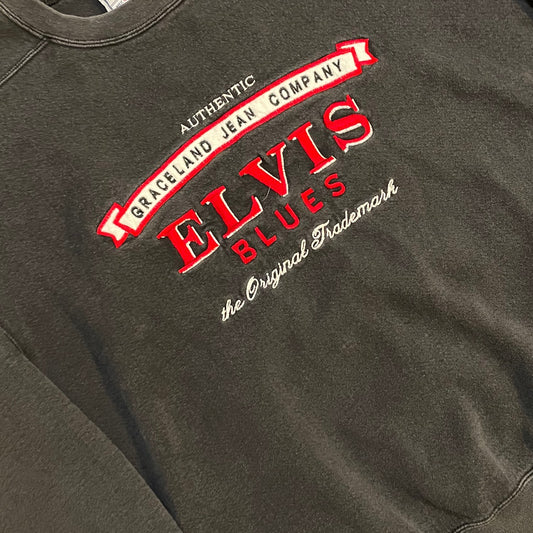 AUTHENTIC
GRACELAND JEAN COMPANY
ELVIS
BLUES
the Original Trademark